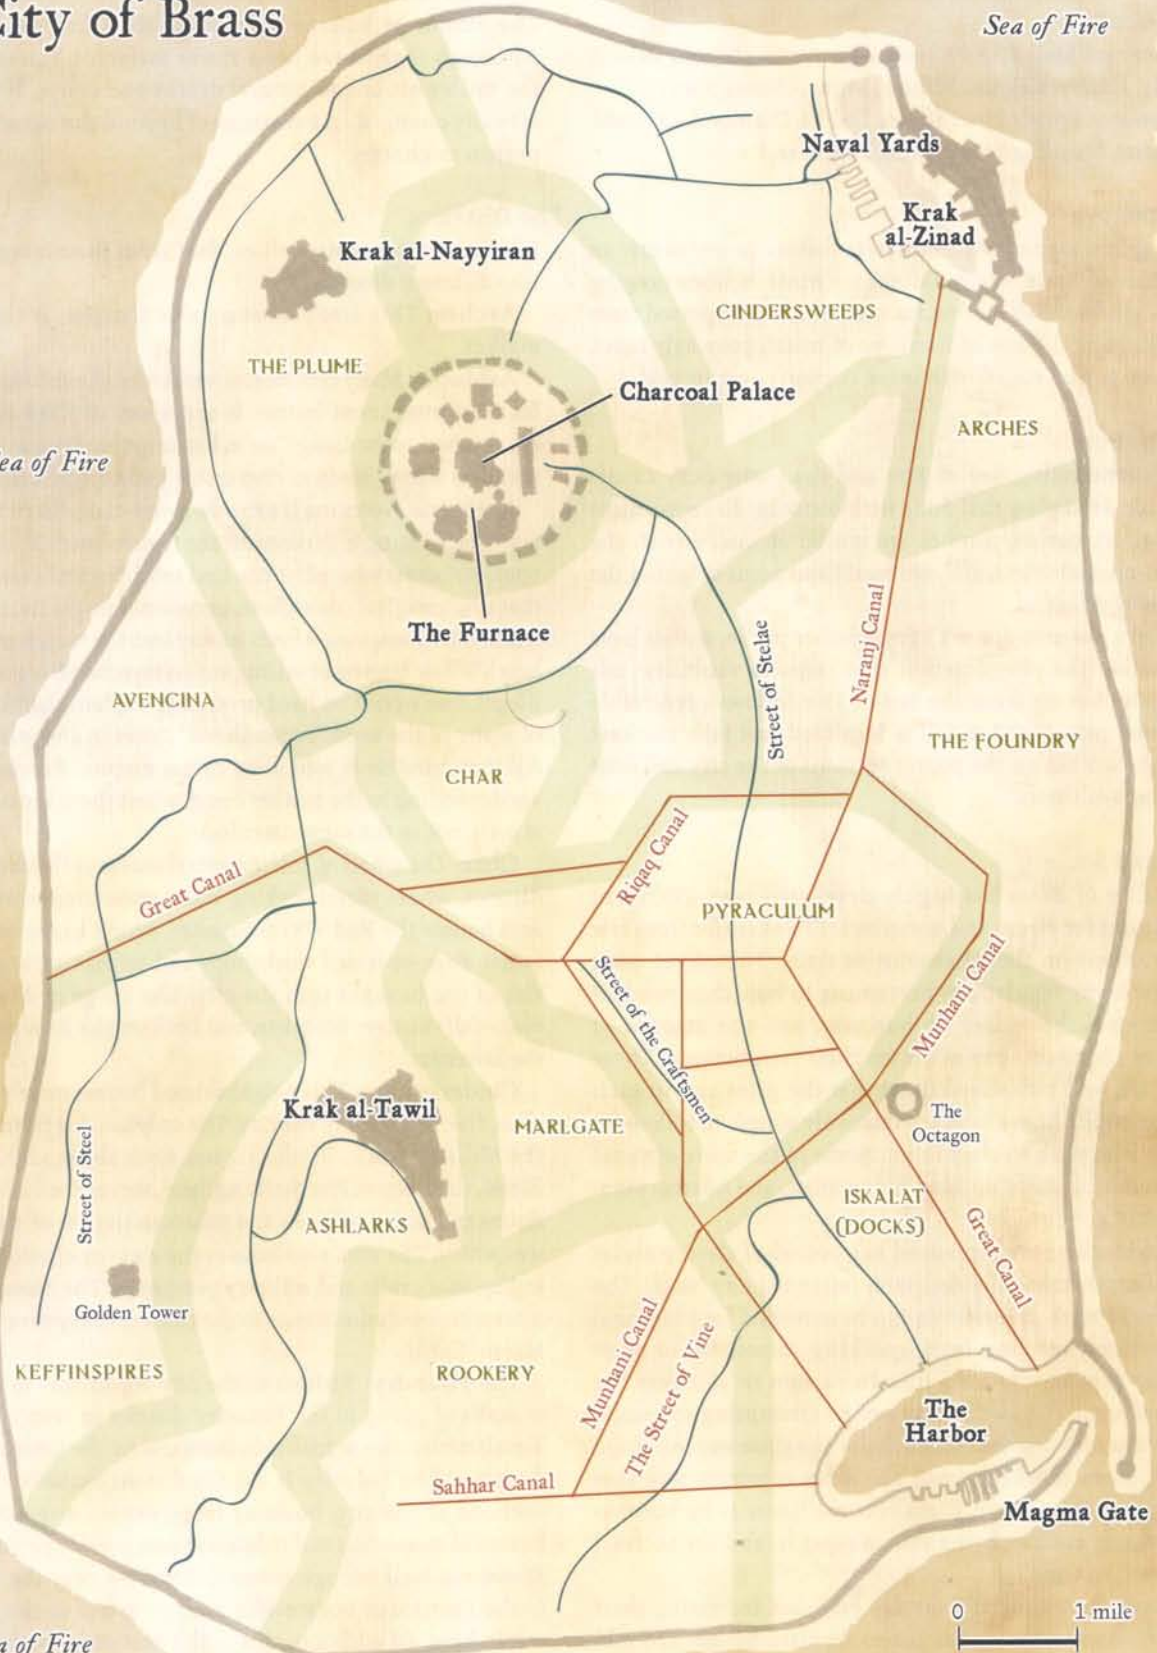 City of Brass
Sea of Fire
Naval Yards
Krak
al-Zinad
Krak al-Nayyiran
CINDERSWEEPS
THE PLUME
Charcoal Palace
ARCHES
Sea of Fire
Naranj Canal
The Furnace
Street of Stelae
AVENCINA
THE FOUNDRY
CHAR
Riqaq Canal
Great Canal
PYRACULUM
Street of the Craftsmen
Munhani Canal
Krak al-Tawil
The
Octagon
MARLGATE
Street of Steel
ASHLARKS
ISKALAT
(DOCKS)
Great Canal
Golden Tower
Munhani Canal
The Street of Vine
KEFFINSPIRES
ROOKERY
The
Harbor
Sahhar Canal
Magma Gate
0 1 mile
Sea of Fire